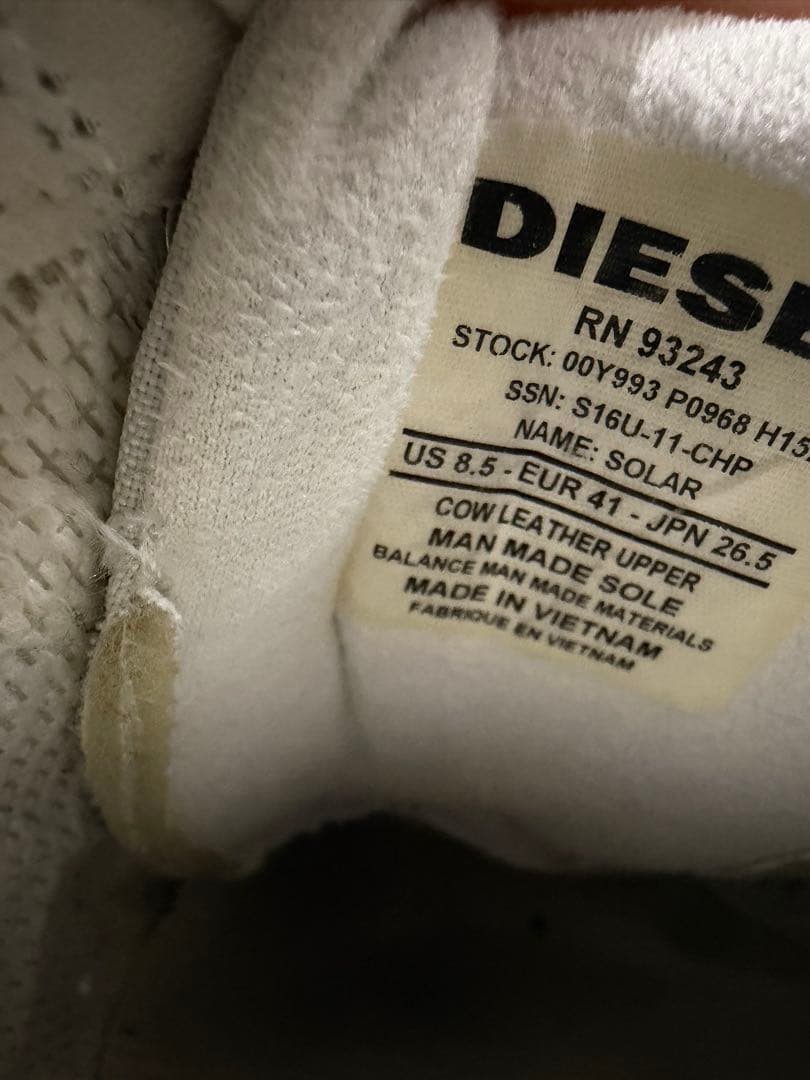 DIESE
RN 93243
STOCK: 00Y993 P0968 H15
SSN: S16U-11-CHP
NAME: SOLAR
US 8.5 - EUR 41 - JPN 26.5
COW LEATHER UPPER
MAN MADE SOLE
BALANCE MAN MADE MATERIALS
MADE IN VIETNAM
FABRIQUE EN VIETNAM